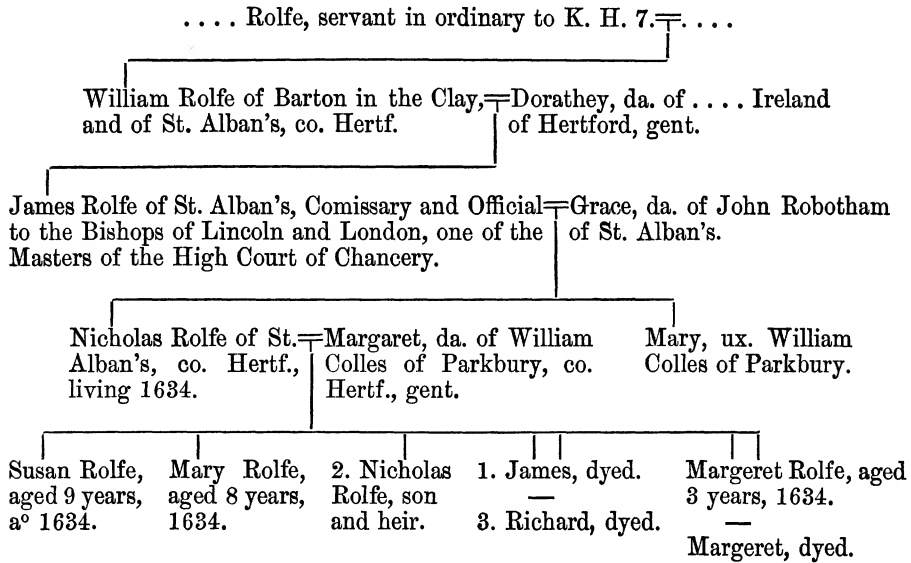 .... Rolfe, servant in ordinary to K. H. 7.=....
William Rolfe of Barton in the Clay,=Dorathey, da. of .... Ireland
and of St. Alban's, co. Hertf. of Hertford, gent.
James Rolfe of St. Alban's, Comissary and Official=Grace, da. of John Robotham
to the Bishops of Lincoln and London, one of the of St. Alban's.
Masters of the High Court of Chancery.
Nicholas Rolfe of St.=Margaret, da. of William
Alban's, co. Hertf., Colles of Parkbury, co.
living 1634. Hertf., gent.
Mary, ux. William
Colles of Parkbury.
Susan Rolfe,
aged 9 years,
aº 1634.
Mary Rolfe,
aged 8 years,
1634.
2. Nicholas
Rolfe, son
and heir.
1. James, dyed.
—
3. Richard, dyed.
Margeret Rolfe, aged
3 years, 1634.
—
Margeret, dyed.